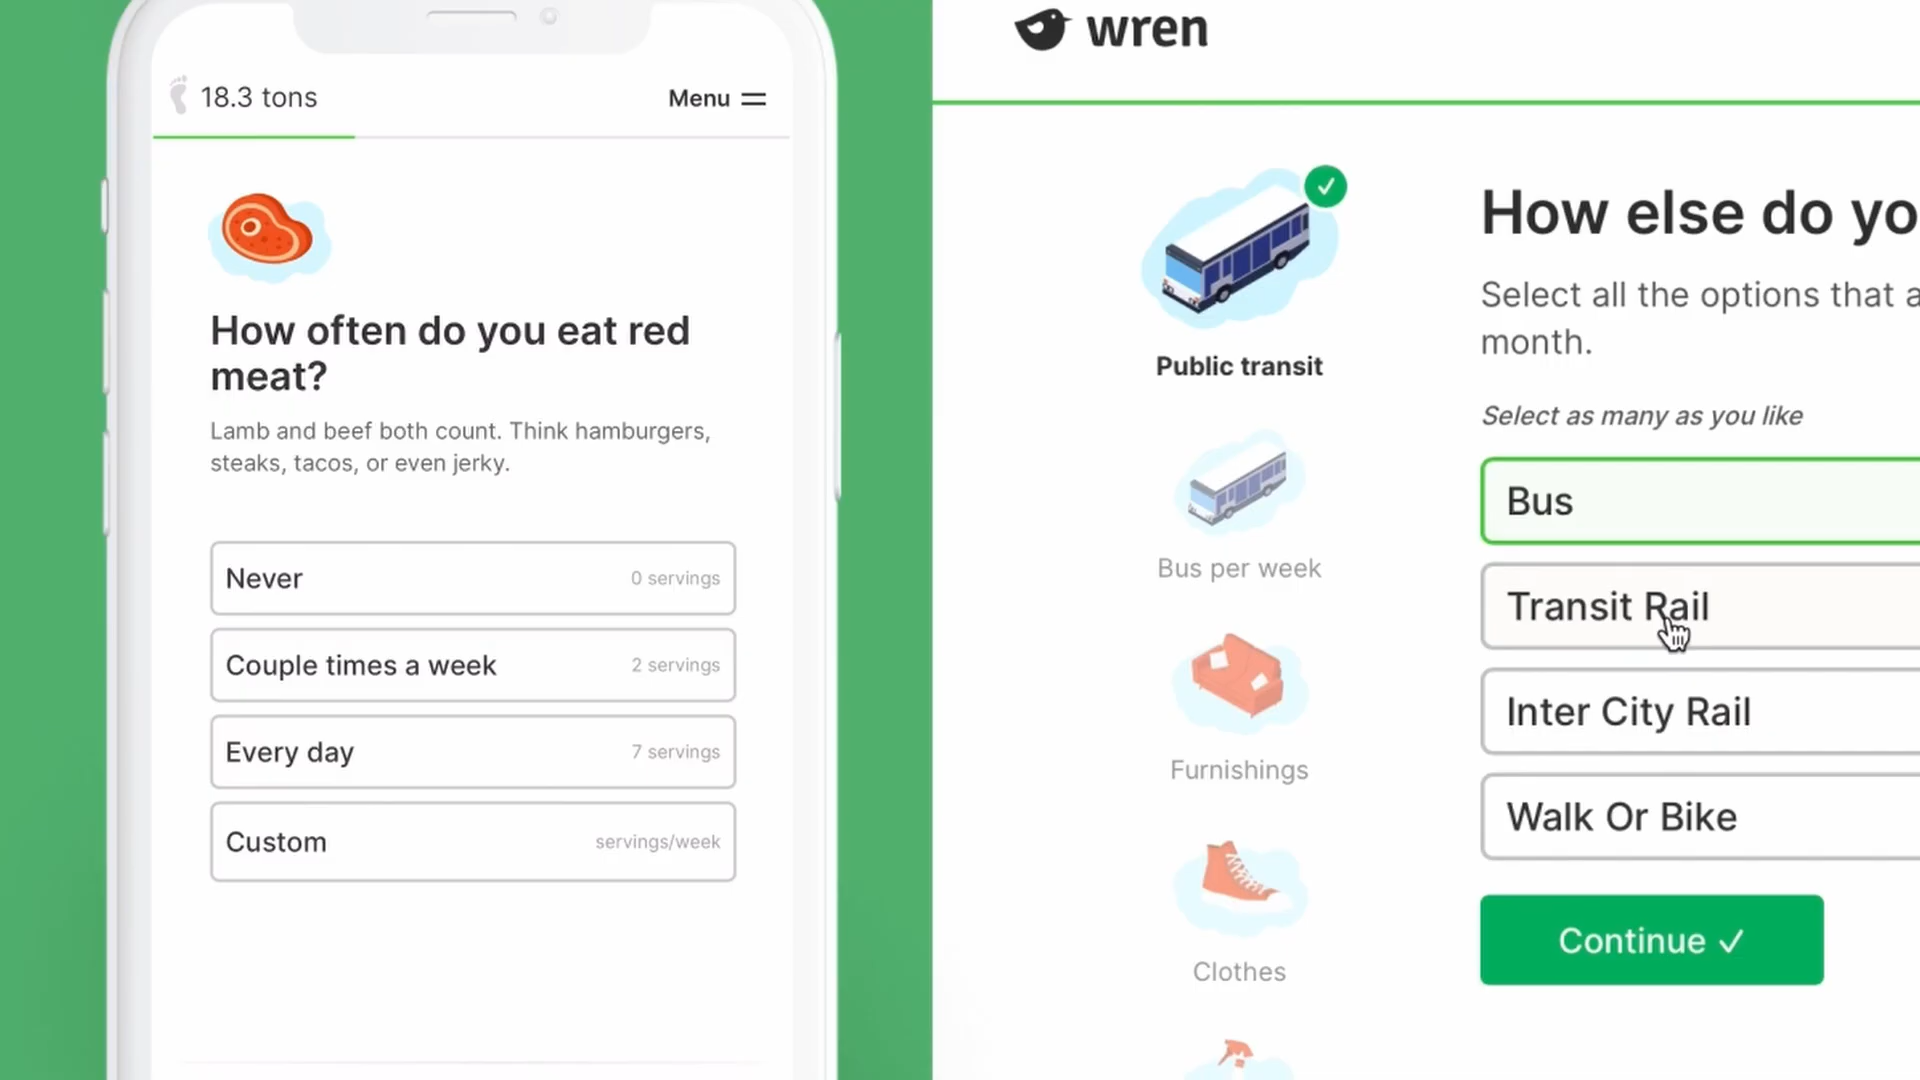 18.3 tons
Menu
How often do you eat red
meat?
Lamb and beef both count. Think hamburgers,
steaks, tacos, or even jerky.
Never
0 servings
Couple times a week
2 servings
Every day
7 servings
Custom
servings/week
wren
Public transit
Bus per week
Furnishings
Clothes
How else do yo
Select all the options that a
month.
Select as many as you like
Bus
Transit Rail
Inter City Rail
Walk Or Bike
Continue ✓